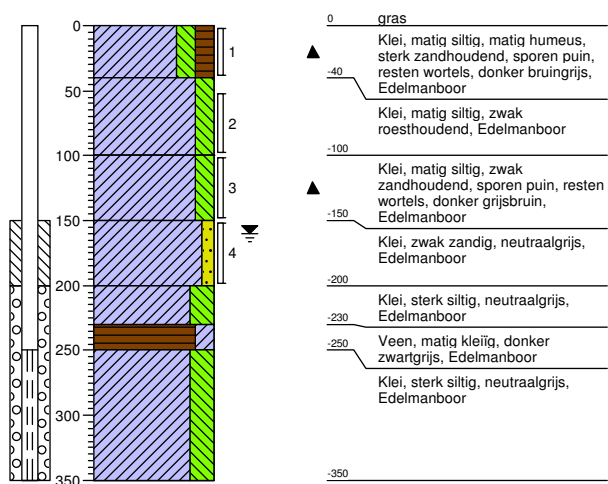 0
50
100
150
200
250
300
350
1
2
3
4
0 gras
Klei, matig siltig, matig humeus,
sterk zandhoudend, sporen puin,
resten wortels, donker bruingrijs,
Edelmanboor
-40
Klei, matig siltig, zwak
roesthoudend, Edelmanboor
-100
Klei, matig siltig, zwak
zandhoudend, sporen puin, resten
wortels, donker grijsbruin,
Edelmanboor
-150
Klei, zwak zandig, neutraalgrijs,
Edelmanboor
-200
Klei, sterk siltig, neutraalgrijs,
Edelmanboor
-230
Veen, matig kleiïg, donker
zwartgrijs, Edelmanboor
-250
Klei, sterk siltig, neutraalgrijs,
Edelmanboor
-350